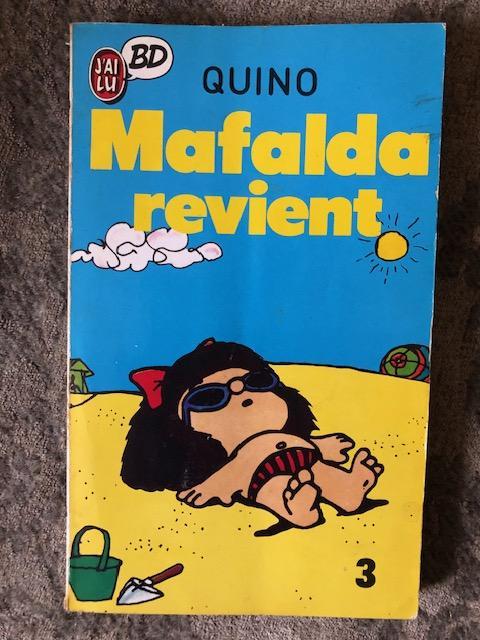 J'AI
LU
BD
QUINO
Mafalda
revient
3